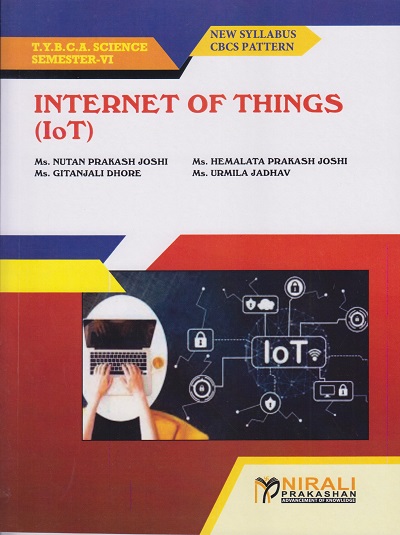 T.Y.B.C.A. SCIENCE
SEMESTER-VI
NEW SYLLABUS
CBCS PATTERN
INTERNET OF THINGS
(IoT)
Ms. NUTAN PRAKASH JOSHI
Ms. HEMALATA PRAKASH JOSHI
Ms. GITANJALI DHORE
Ms. URMILA JADHAV
IoT
NIRALI
PRAKASHAN
ADVANCEMENT OF KNOWLEDGE